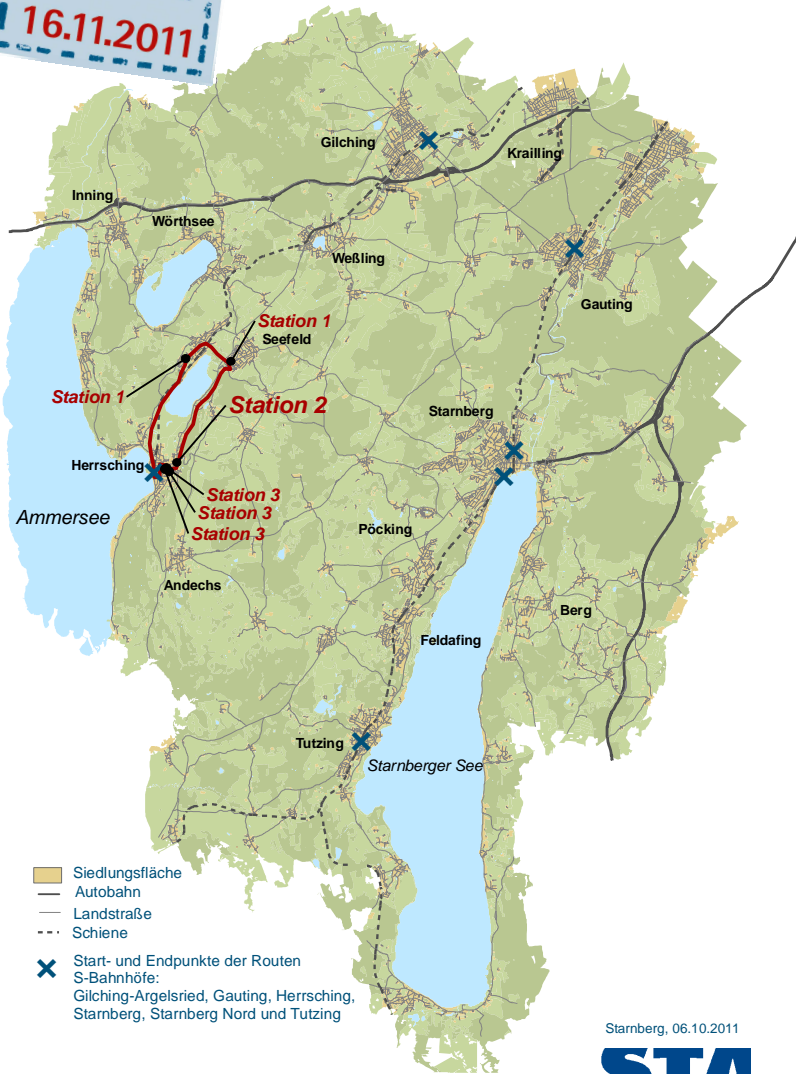 16.11.2011
Gilching
Krailling
Inning
Wörthsee
Weßling
Gauting
Station 1
Seefeld
Station 1
Starnberg
Station 2
Herrsching
Station 3
Station 3
Station 3
Ammersee
Pöcking
Andechs
Berg
Feldafing
Tutzing
Starnberger See
Siedlungsfläche
Autobahn
Landstraße
Schiene
Start- und Endpunkte der Routen
S-Bahnhöfe:
Gilching-Argelsried, Gauting, Herrsching,
Starnberg, Starnberg Nord und Tutzing
Starnberg, 06.10.2011
STA